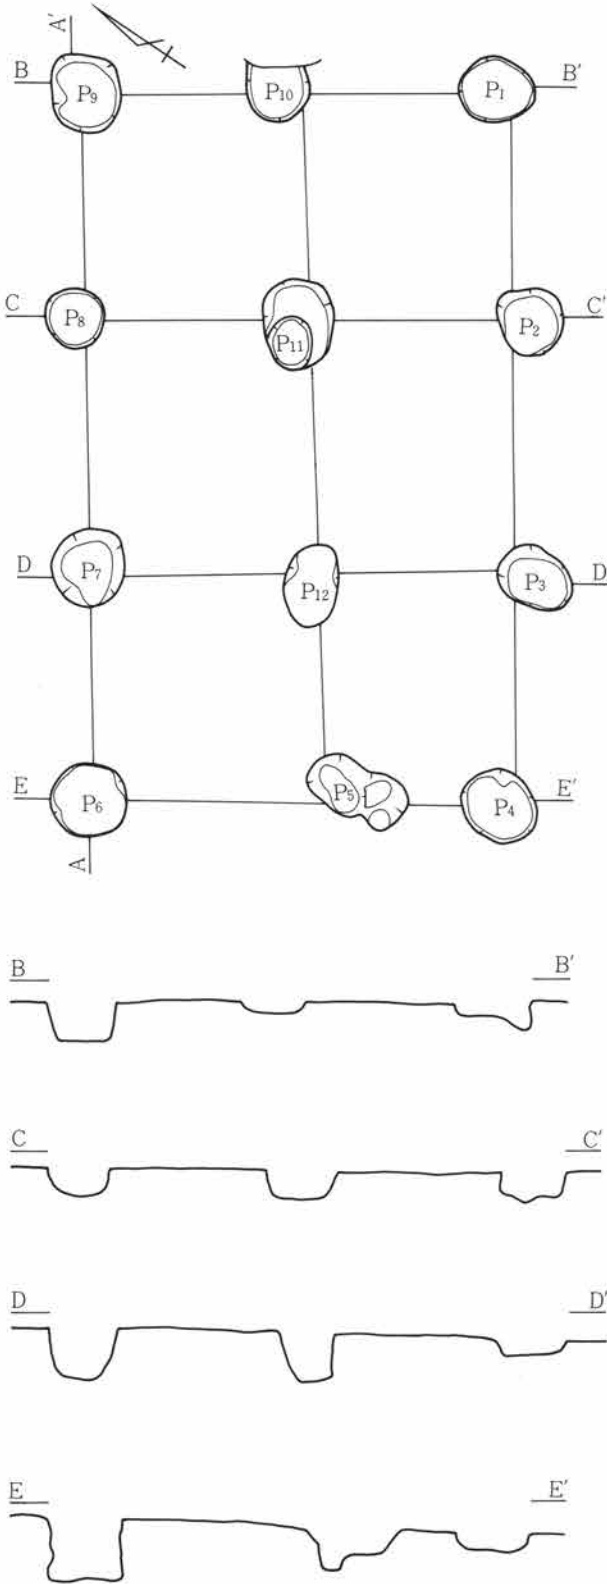 A′
B P₉ P₁₀ P₁ B′
C P₈ P₁₁ P₂ C′
D P₇ P₁₂ P₃ D
E P₆ P₅ P₄ E′
A
B B′
C C′
D D′
E E′